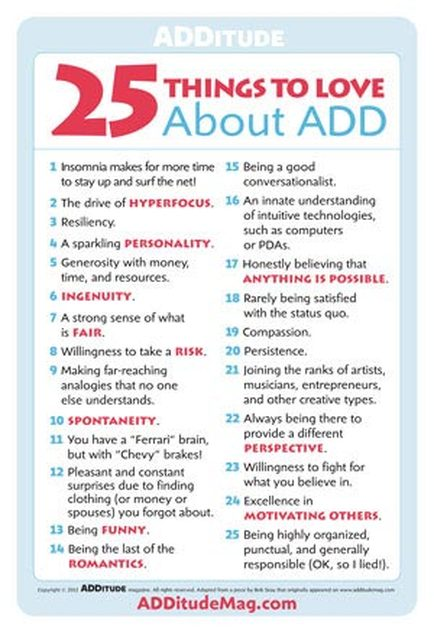 ADDITUDE
25 THINGS TO LOVE
About ADD
1 Insomnia makes for more time
to stay up and surf the net!
2 The drive of HYPERFOCUS.
3 Resiliency.
4 A sparkling PERSONALITY.
5 Generosity with money,
time, and resources.
6 INGENUITY.
7 A strong sense of what
is FAIR.
8 Willingness to take a RISK.
9 Making far-reaching
analogies that no one
else understands.
10 SPONTANEITY.
11 You have a “Ferrari” brain,
but with “Chevy” brakes!
12 Pleasant and constant
surprises due to finding
clothing (or money or
spouses) you forgot about.
13 Being FUNNY.
14 Being the last of the
ROMANTICS.
15 Being a good
conversationalist.
16 An innate understanding
of intuitive technologies,
such as computers
or PDAs.
17 Honestly believing that
ANYTHING IS POSSIBLE.
18 Rarely being satisfied
with the status quo.
19 Compassion.
20 Persistence.
21 Joining the ranks of artists,
musicians, entrepreneurs,
and other creative types.
22 Always being there to
provide a different
PERSPECTIVE.
23 Willingness to fight for
what you believe in.
24 Excellence in
MOTIVATING OTHERS.
25 Being highly organized,
punctual, and generally
responsible (OK, so I lied!).
Copyright © ADDITUDE magazine. All rights reserved. Adapted from a piece by Bob Seay that originally appeared on www.additudemag.com
ADDitudeMag.com